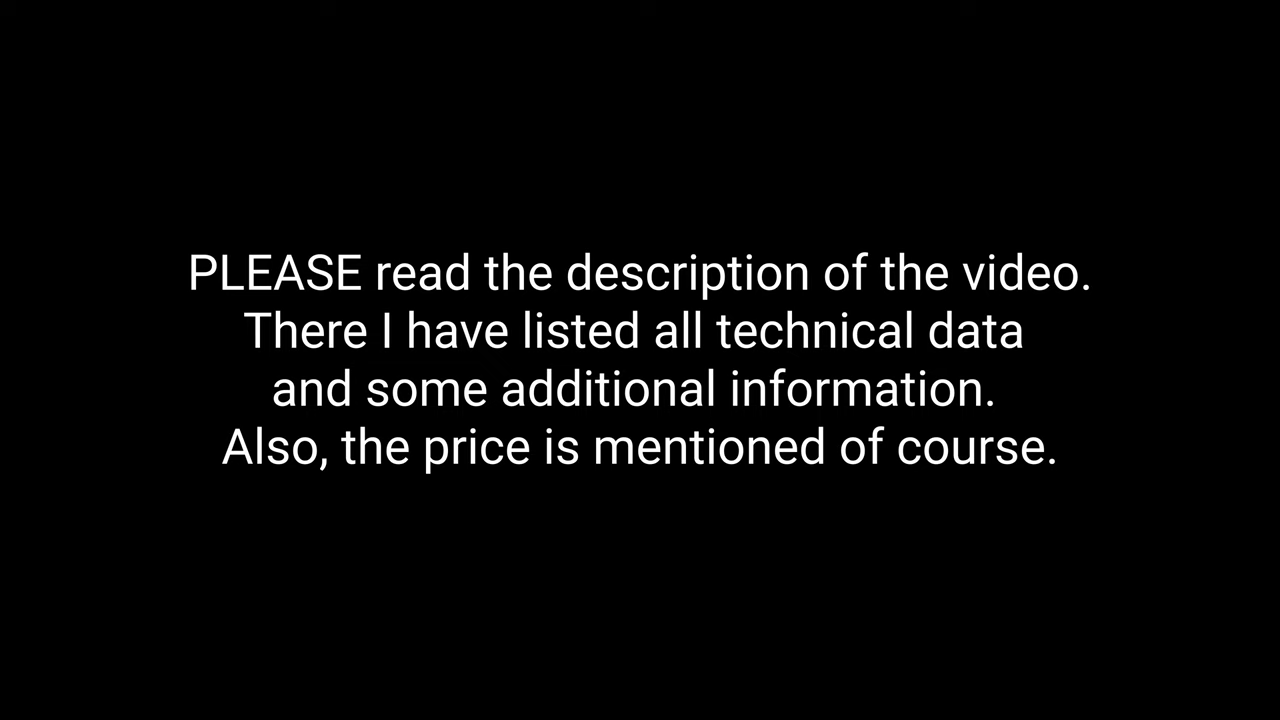 PLEASE read the description of the video.
There I have listed all technical data
and some additional information.
Also, the price is mentioned of course.